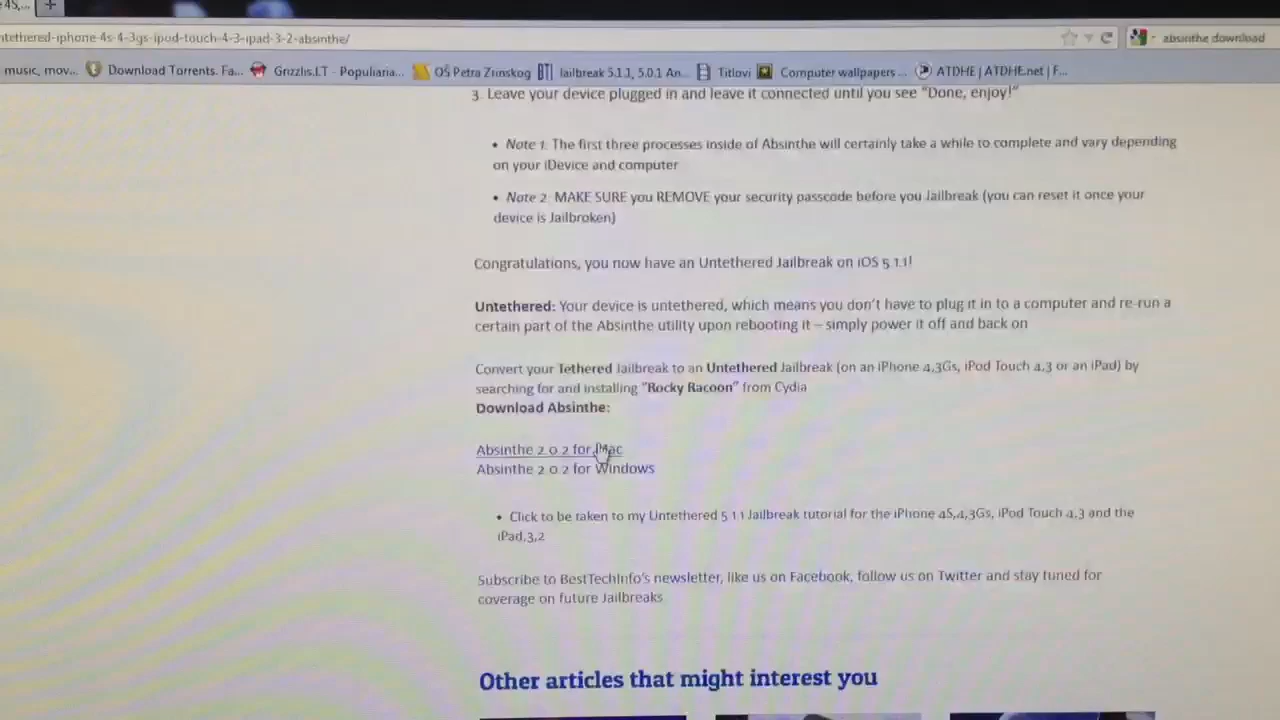 4S,...
ntethered-iphone-4s-4-3gs-ipod-touch-4-3-ipad-3-2-absinthe/
absinthe download
music, mov...
Download Torrents. Fa...
Grizzlis.LT - Populiaria...
OŠ Petra Zrinskog
Jailbreak 5.1.1, 5.0.1 An...
Titlovi
Computer wallpapers ...
ATDHE | ATDHE.net | F...
3. Leave your device plugged in and leave it connected until you see "Done, enjoy!"
• Note 1: The first three processes inside of Absinthe will certainly take a while to complete and vary depending
on your iDevice and computer
• Note 2: MAKE SURE you REMOVE your security passcode before you Jailbreak (you can reset it once your
device is Jailbroken)
Congratulations, you now have an Untethered Jailbreak on iOS 5.1.1!
Untethered: Your device is untethered, which means you don't have to plug it in to a computer and re-run a
certain part of the Absinthe utility upon rebooting it – simply power it off and back on
Convert your Tethered Jailbreak to an Untethered Jailbreak (on an iPhone 4,3Gs, iPod Touch 4,3 or an iPad) by
searching for and installing "Rocky Racoon" from Cydia
Download Absinthe:
Absinthe 2.0.2 for Mac
Absinthe 2.0.2 for Windows
• Click to be taken to my Untethered 5.1.1 Jailbreak tutorial for the iPhone 4S,4,3Gs, iPod Touch 4,3 and the
iPad,3,2
Subscribe to BestTechInfo's newsletter, like us on Facebook, follow us on Twitter and stay tuned for
coverage on future Jailbreaks
Other articles that might interest you